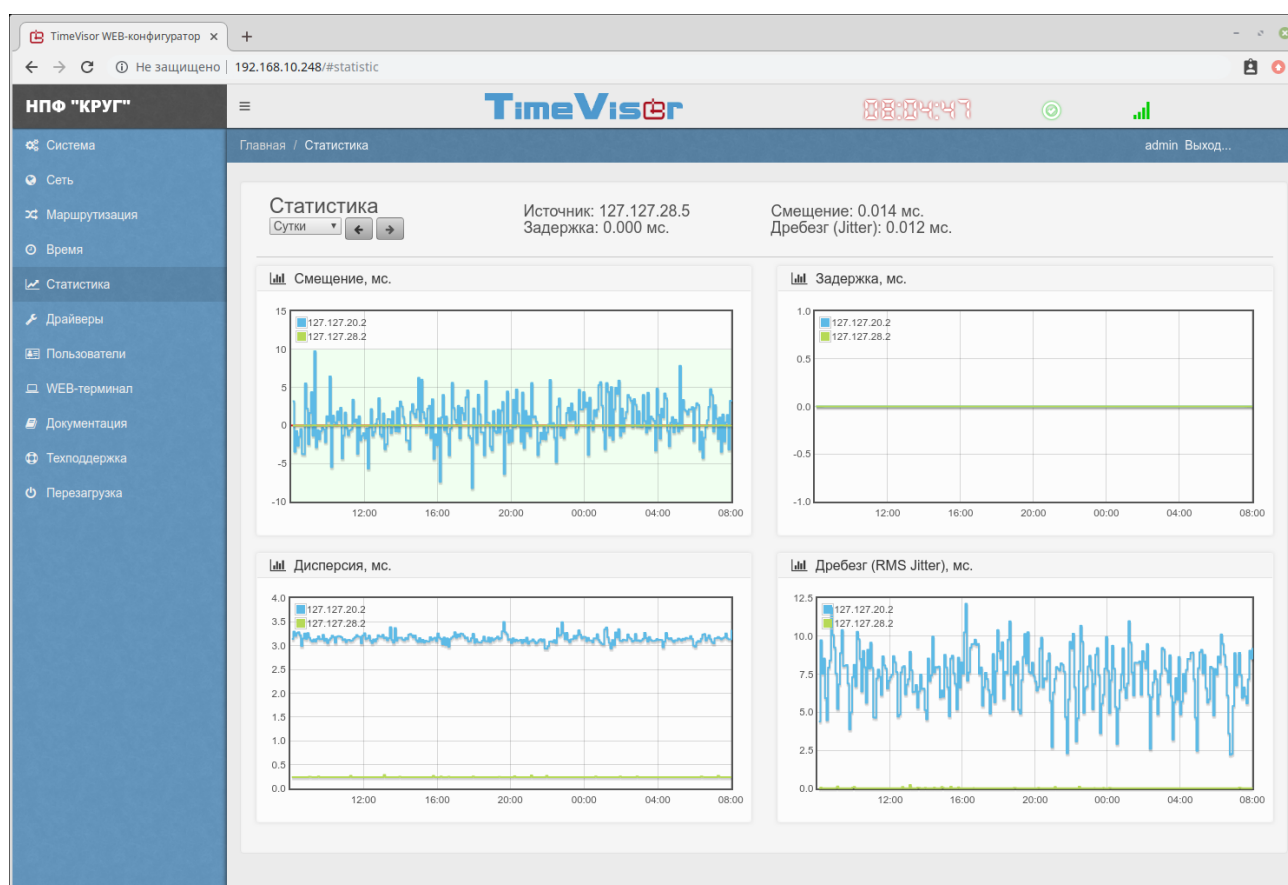 TimeVisor WEB-конфигуратор
Не защищено | 192.168.10.248/#statistic
НПФ "КРУГ"
TimeVisor
08:04:47
Главная / Статистика
admin Выход...
Система
Сеть
Маршрутизация
Время
Статистика
Драйверы
Пользователи
WEB-терминал
Документация
Техподдержка
Перезагрузка
Статистика
Сутки
Источник: 127.127.28.5
Задержка: 0.000 мс.
Смещение: 0.014 мс.
Дребезг (Jitter): 0.012 мс.
Смещение, мс.
127.127.20.2
127.127.28.2
15
10
5
0
-5
-10
12:00 16:00 20:00 00:00 04:00 08:00
Задержка, мс.
127.127.20.2
127.127.28.2
1.0
0.5
0.0
-0.5
-1.0
12:00 16:00 20:00 00:00 04:00 08:00
Дисперсия, мс.
127.127.20.2
127.127.28.2
4.0
3.5
3.0
2.5
2.0
1.5
1.0
0.5
0.0
12:00 16:00 20:00 00:00 04:00 08:00
Дребезг (RMS Jitter), мс.
127.127.20.2
127.127.28.2
12.5
10.0
7.5
5.0
2.5
0.0
12:00 16:00 20:00 00:00 04:00 08:00